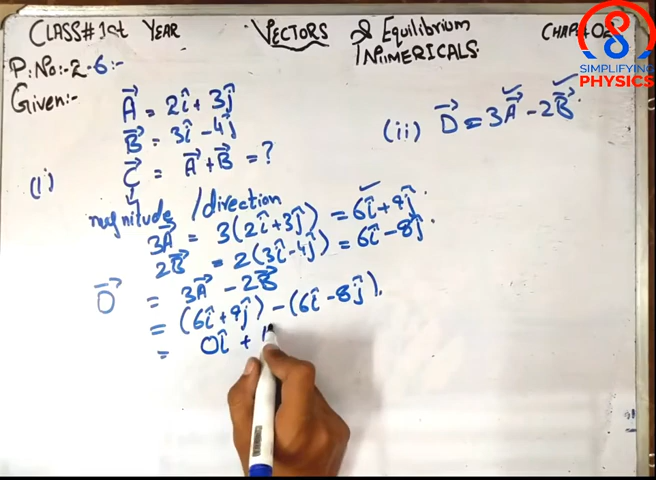 CLASS#1st YEAR VECTORS & Equilibrium CHAP#02
NUMERICALS:
SIMPLIFYING
PHYSICS
P.No:-2-6:-
Given:-
A⃗ = 2î+3ĵ
B⃗ = 3î-4ĵ
(i) C⃗ = A⃗+B⃗ = ?
(ii) D⃗ = 3A⃗ - 2B⃗
magnitude / direction
3A⃗ = 3(2î+3ĵ) = 6î+9ĵ
2B⃗ = 2(3î-4ĵ) = 6î-8ĵ
D⃗ = 3A⃗ - 2B⃗
= (6î+9ĵ)-(6î-8ĵ)
= 0î + 1